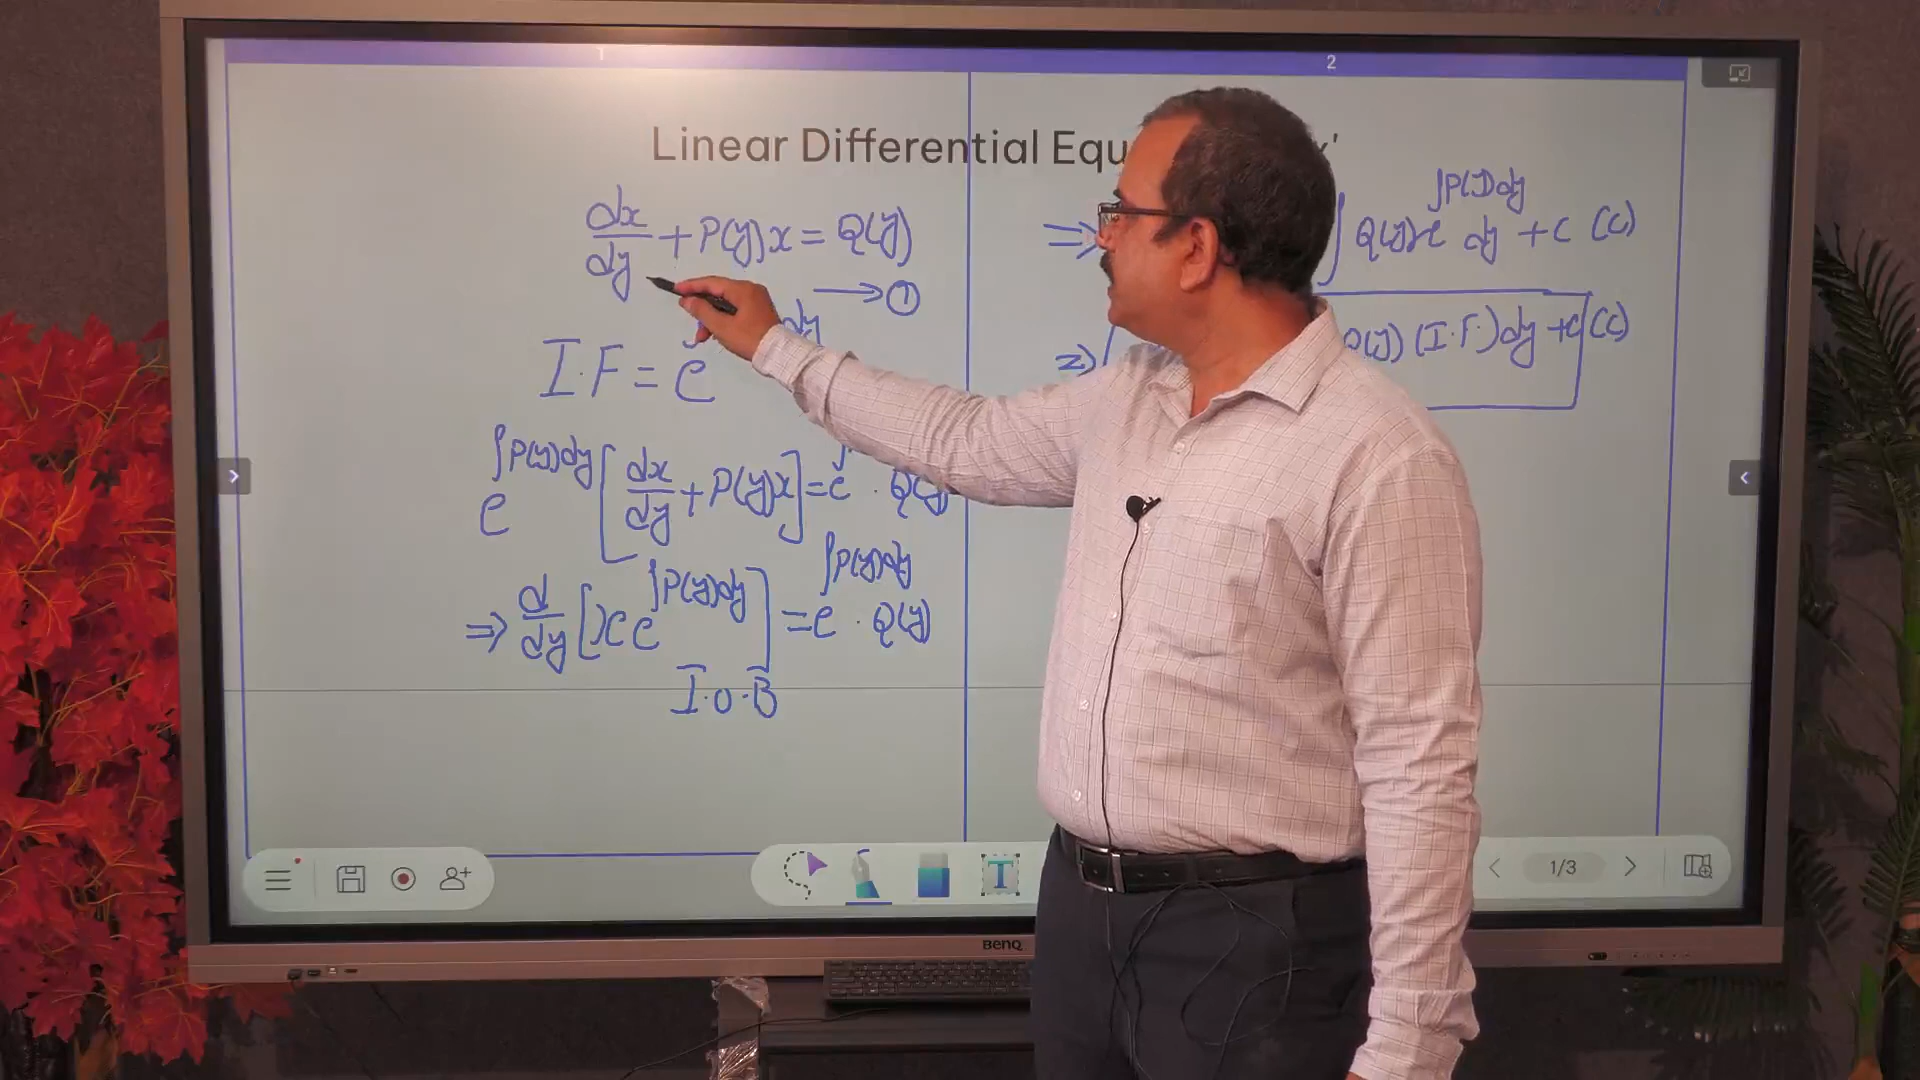 1
2
Linear Differential Equ
dx/dy + P(y)x = Q(y)
→ ①
I.F = e dy
e^∫P(y)dy [dx/dy + P(y)x] = e^∫ . Q(y)
⇒ d/dy [x e^∫P(y)dy] = e^∫P(y)dy . Q(y)
I.O.B
⇒ ∫ Q(y) e^∫P( )dy dy + C (C)
⇒ Q(y) (I.F.) dy + C (C)
T
1/3
BenQ